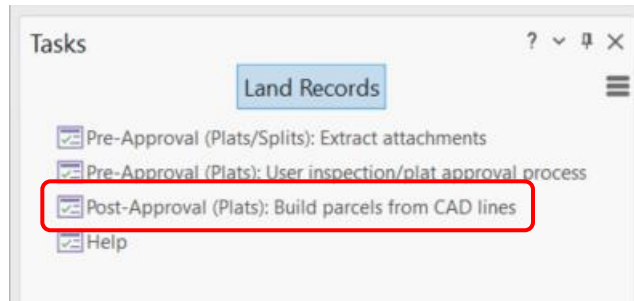 Tasks
Land Records
Pre-Approval (Plats/Splits): Extract attachments
Pre-Approval (Plats): User inspection/plat approval process
Post-Approval (Plats): Build parcels from CAD lines
Help